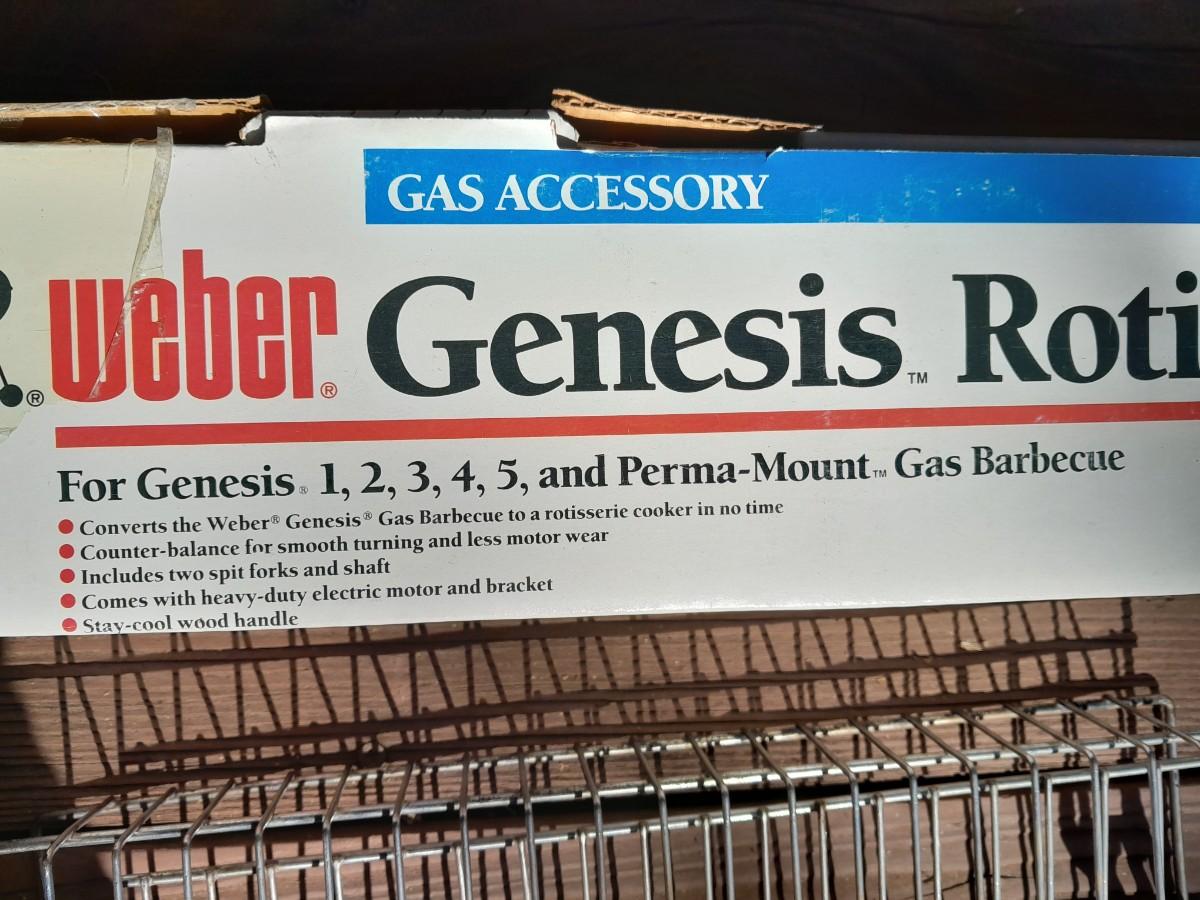 GAS ACCESSORY
® weber® Genesis™ Roti
For Genesis® 1, 2, 3, 4, 5, and Perma-Mount™ Gas Barbecue
● Converts the Weber® Genesis® Gas Barbecue to a rotisserie cooker in no time
● Counter-balance for smooth turning and less motor wear
● Includes two spit forks and shaft
● Comes with heavy-duty electric motor and bracket
● Stay-cool wood handle